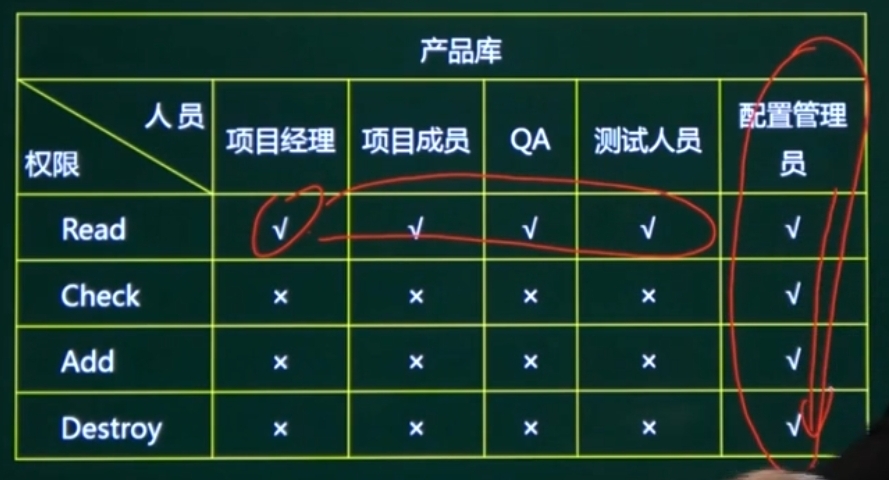 产品库
人员
权限
项目经理 项目成员 QA 测试人员 配置管理员
Read √ √ √ √ √
Check × × × × √
Add × × × × √
Destroy × × × × √